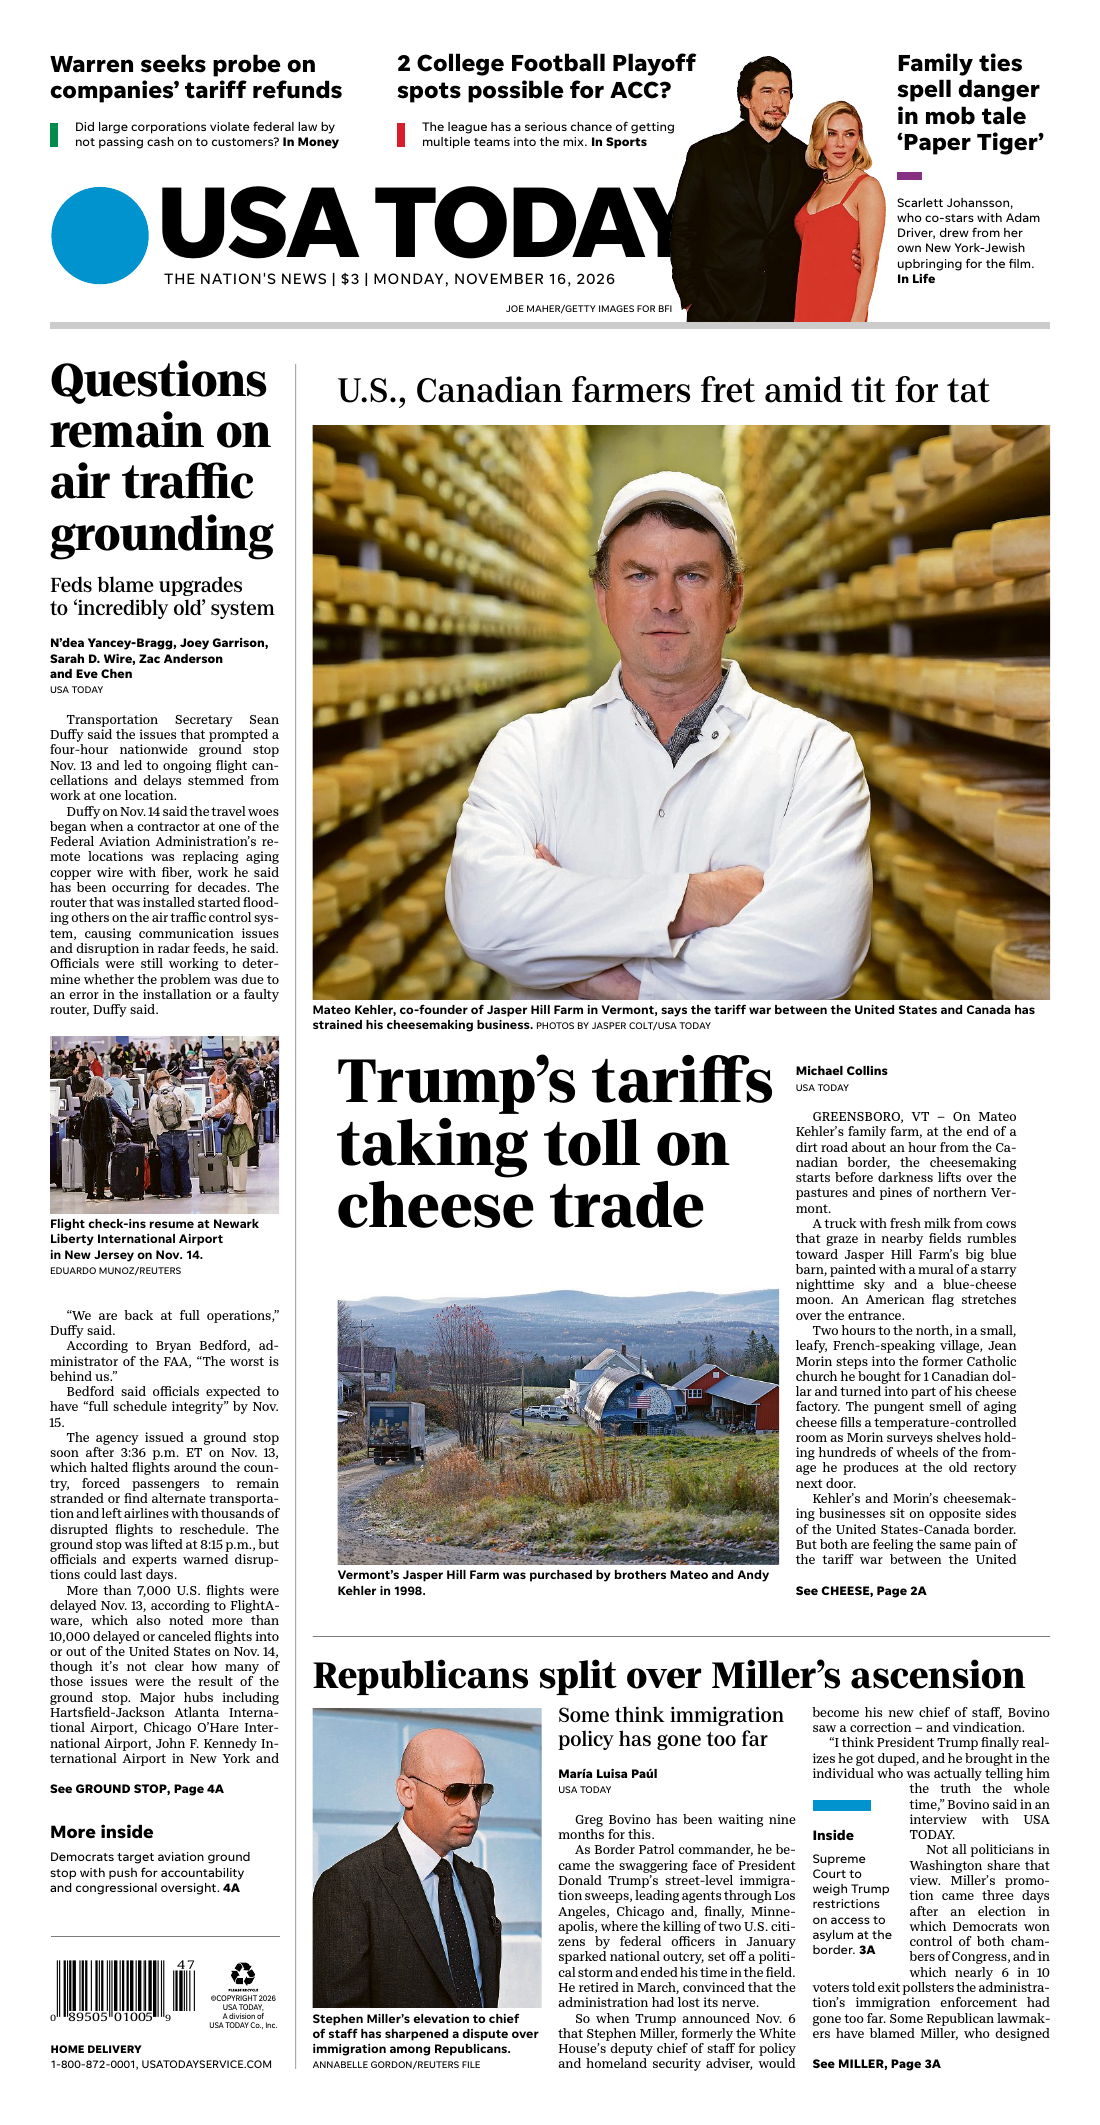 Warren seeks probe on
companies’ tariff refunds
Did large corporations violate federal law by
not passing cash on to customers? In Money
2 College Football Playoff
spots possible for ACC?
The league has a serious chance of getting
multiple teams into the mix. In Sports
Family ties
spell danger
in mob tale
‘Paper Tiger’
Scarlett Johansson,
who co-stars with Adam
Driver, drew from her
own New York-Jewish
upbringing for the film.
In Life
USA TODAY
THE NATION'S NEWS | $3 | MONDAY, NOVEMBER 16, 2026
JOE MAHER/GETTY IMAGES FOR BFI
Questions
remain on
air traffic
grounding
Feds blame upgrades
to ‘incredibly old’ system
N’dea Yancey-Bragg, Joey Garrison,
Sarah D. Wire, Zac Anderson
and Eve Chen
USA TODAY
Transportation Secretary Sean
Duffy said the issues that prompted a
four-hour nationwide ground stop
Nov. 13 and led to ongoing flight can-
cellations and delays stemmed from
work at one location.
Duffy on Nov. 14 said the travel woes
began when a contractor at one of the
Federal Aviation Administration’s re-
mote locations was replacing aging
copper wire with fiber, work he said
has been occurring for decades. The
router that was installed started flood-
ing others on the air traffic control sys-
tem, causing communication issues
and disruption in radar feeds, he said.
Officials were still working to deter-
mine whether the problem was due to
an error in the installation or a faulty
router, Duffy said.
Flight check-ins resume at Newark
Liberty International Airport
in New Jersey on Nov. 14.
EDUARDO MUNOZ/REUTERS
“We are back at full operations,”
Duffy said.
According to Bryan Bedford, ad-
ministrator of the FAA, “The worst is
behind us.”
Bedford said officials expected to
have “full schedule integrity” by Nov.
15.
The agency issued a ground stop
soon after 3:36 p.m. ET on Nov. 13,
which halted flights around the coun-
try, forced passengers to remain
stranded or find alternate transporta-
tion and left airlines with thousands of
disrupted flights to reschedule. The
ground stop was lifted at 8:15 p.m., but
officials and experts warned disrup-
tions could last days.
More than 7,000 U.S. flights were
delayed Nov. 13, according to FlightA-
ware, which also noted more than
10,000 delayed or canceled flights into
or out of the United States on Nov. 14,
though it’s not clear how many of
those issues were the result of the
ground stop. Major hubs including
Hartsfield-Jackson Atlanta Interna-
tional Airport, Chicago O’Hare Inter-
national Airport, John F. Kennedy In-
ternational Airport in New York and
See GROUND STOP, Page 4A
More inside
Democrats target aviation ground
stop with push for accountability
and congressional oversight. 4A
47
0 89505 01005 9
PLEASE RECYCLE
©COPYRIGHT 2026
USA TODAY,
A division of
USA TODAY Co., Inc.
HOME DELIVERY
1-800-872-0001, USATODAYSERVICE.COM
U.S., Canadian farmers fret amid tit for tat
Mateo Kehler, co-founder of Jasper Hill Farm in Vermont, says the tariff war between the United States and Canada has
strained his cheesemaking business. PHOTOS BY JASPER COLT/USA TODAY
Trump’s tariffs
taking toll on
cheese trade
Vermont’s Jasper Hill Farm was purchased by brothers Mateo and Andy
Kehler in 1998.
Michael Collins
USA TODAY
GREENSBORO, VT – On Mateo
Kehler’s family farm, at the end of a
dirt road about an hour from the Ca-
nadian border, the cheesemaking
starts before darkness lifts over the
pastures and pines of northern Ver-
mont.
A truck with fresh milk from cows
that graze in nearby fields rumbles
toward Jasper Hill Farm’s big blue
barn, painted with a mural of a starry
nighttime sky and a blue-cheese
moon. An American flag stretches
over the entrance.
Two hours to the north, in a small,
leafy, French-speaking village, Jean
Morin steps into the former Catholic
church he bought for 1 Canadian dol-
lar and turned into part of his cheese
factory. The pungent smell of aging
cheese fills a temperature-controlled
room as Morin surveys shelves hold-
ing hundreds of wheels of the from-
age he produces at the old rectory
next door.
Kehler’s and Morin’s cheesemak-
ing businesses sit on opposite sides
of the United States-Canada border.
But both are feeling the same pain of
the tariff war between the United
See CHEESE, Page 2A
Republicans split over Miller’s ascension
Stephen Miller’s elevation to chief
of staff has sharpened a dispute over
immigration among Republicans.
ANNABELLE GORDON/REUTERS FILE
Some think immigration
policy has gone too far
María Luisa Paúl
USA TODAY
Greg Bovino has been waiting nine
months for this.
As Border Patrol commander, he be-
came the swaggering face of President
Donald Trump’s street-level immigra-
tion sweeps, leading agents through Los
Angeles, Chicago and, finally, Minne-
apolis, where the killing of two U.S. citi-
zens by federal officers in January
sparked national outcry, set off a politi-
cal storm and ended his time in the field.
He retired in March, convinced that the
administration had lost its nerve.
So when Trump announced Nov. 6
that Stephen Miller, formerly the White
House’s deputy chief of staff for policy
and homeland security adviser, would
become his new chief of staff, Bovino
saw a correction – and vindication.
“I think President Trump finally real-
izes he got duped, and he brought in the
individual who was actually telling him
the truth the whole
time,” Bovino said in an
interview with USA
TODAY.
Not all politicians in
Washington share that
view. Miller’s promo-
tion came three days
after an election in
which Democrats won
control of both cham-
bers of Congress, and in
which nearly 6 in 10
voters told exit pollsters the administra-
tion’s immigration enforcement had
gone too far. Some Republican lawmak-
ers have blamed Miller, who designed
See MILLER, Page 3A
Inside
Supreme
Court to
weigh Trump
restrictions
on access to
asylum at the
border. 3A